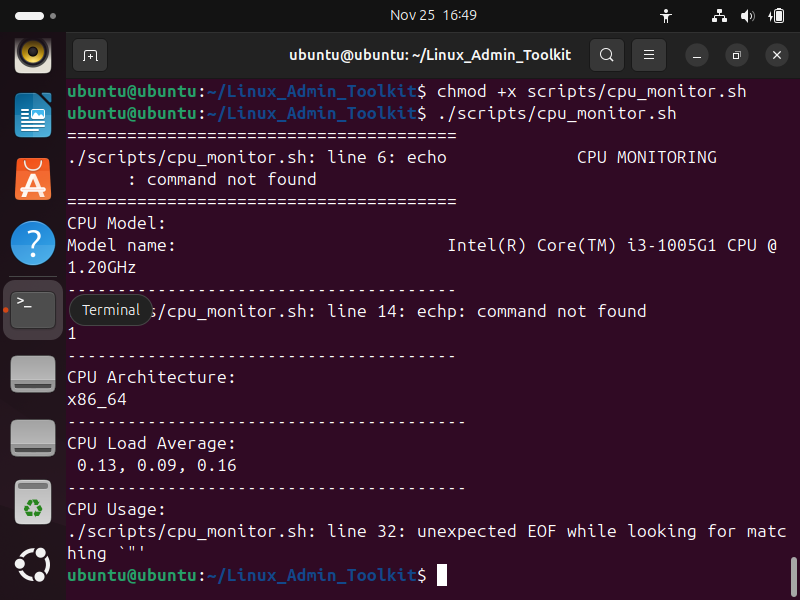 Nov 25 16:49
ubuntu@ubuntu: ~/Linux_Admin_Toolkit
ubuntu@ubuntu:~/Linux_Admin_Toolkit$ chmod +x scripts/cpu_monitor.sh
ubuntu@ubuntu:~/Linux_Admin_Toolkit$ ./scripts/cpu_monitor.sh
=======================================
./scripts/cpu_monitor.sh: line 6: echo             CPU MONITORING
      : command not found
=======================================
CPU Model:
Model name:                           Intel(R) Core(TM) i3-1005G1 CPU @
1.20GHz
---------------------------------------
Terminal
s/cpu_monitor.sh: line 14: echp: command not found
1
---------------------------------------
CPU Architecture:
x86_64
----------------------------------------
CPU Load Average:
 0.13, 0.09, 0.16
----------------------------------------
CPU Usage:
./scripts/cpu_monitor.sh: line 32: unexpected EOF while looking for matc
hing `"'
ubuntu@ubuntu:~/Linux_Admin_Toolkit$